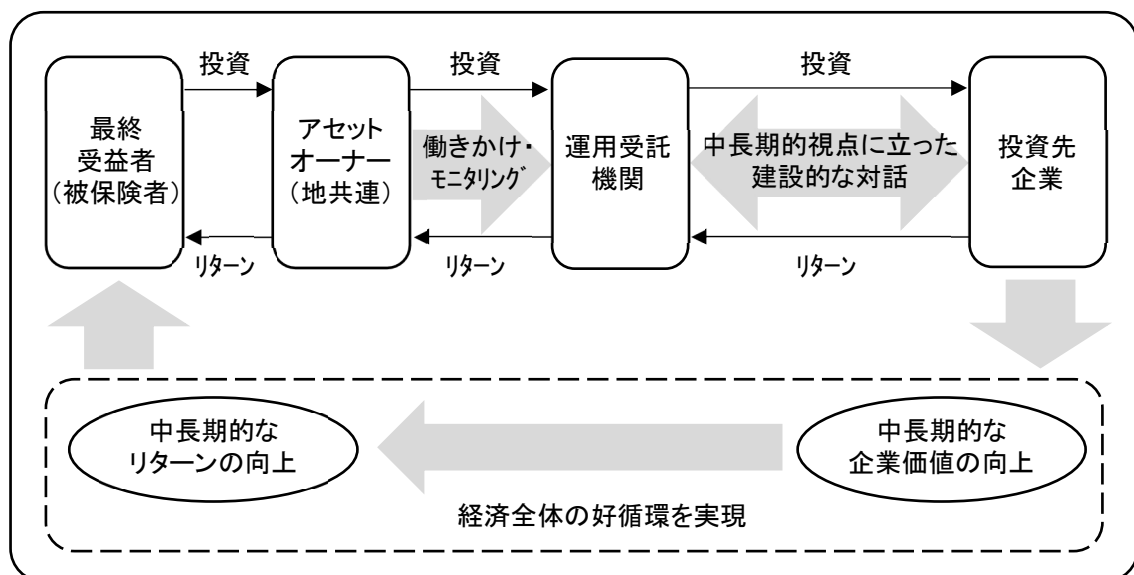 投資
投資
投資
最終
受益者
（被保険者）
アセット
オーナー
（地共連）
働きかけ・
モニタリング
運用受託
機関
中長期的視点に立った
建設的な対話
投資先
企業
リターン
リターン
リターン
中長期的な
リターンの向上
中長期的な
企業価値の向上
経済全体の好循環を実現